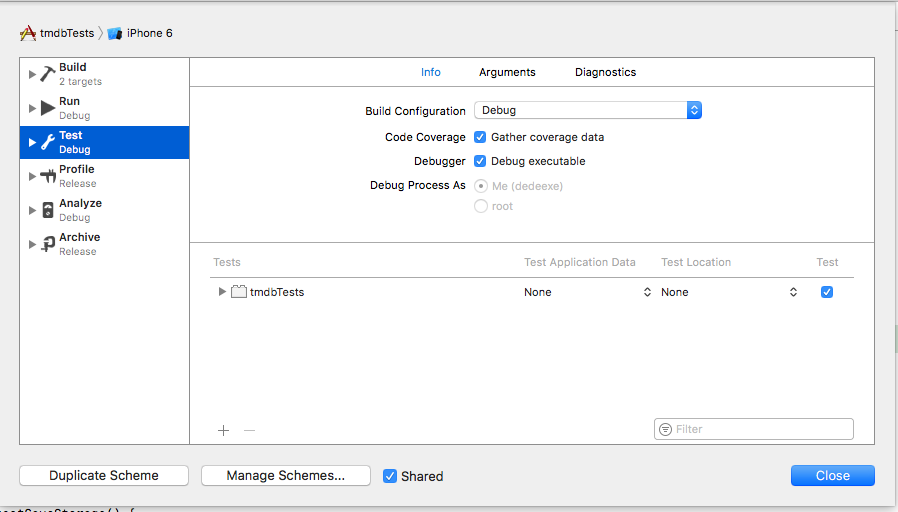 tmdbTests iPhone 6
Build
2 targets
Run
Debug
Test
Debug
Profile
Release
Analyze
Debug
Archive
Release
Info Arguments Diagnostics
Build Configuration Debug
Code Coverage Gather coverage data
Debugger Debug executable
Debug Process As Me (dedeexe)
root
Tests Test Application Data Test Location Test
tmdbTests None None
Filter
Duplicate Scheme Manage Schemes... Shared Close